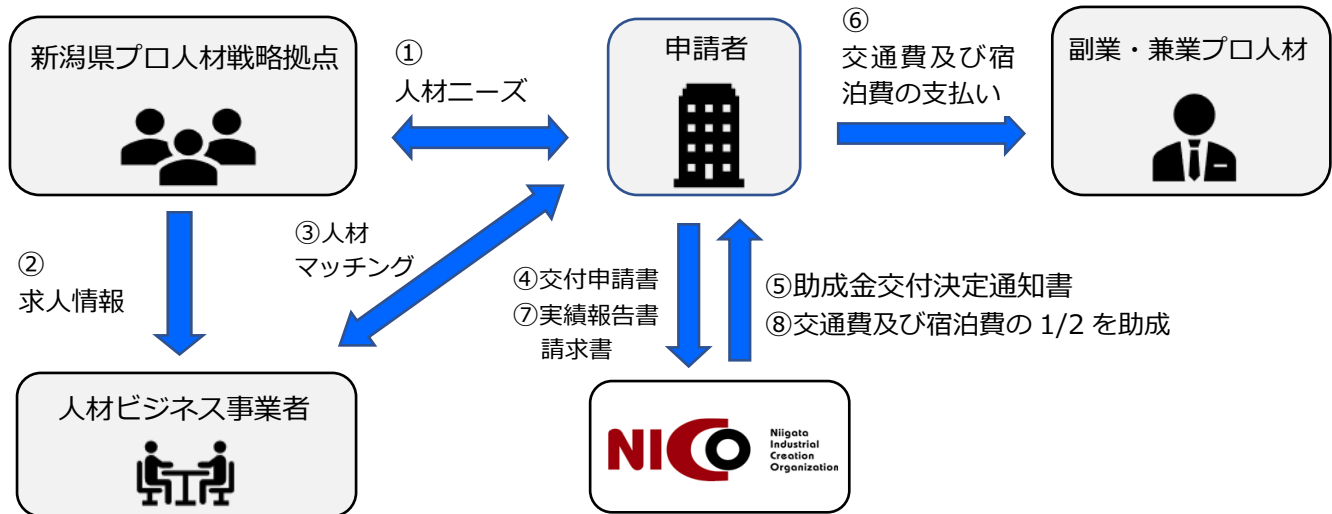 新潟県プロ人材戦略拠点
①
人材ニーズ
申請者
⑥
交通費及び宿
泊費の支払い
副業・兼業プロ人材
②
求人情報
③人材
マッチング
④交付申請書
⑦実績報告書
請求書
⑤助成金交付決定通知書
⑧交通費及び宿泊費の 1/2 を助成
人材ビジネス事業者
NICO
Niigata
Industrial
Creation
Organization